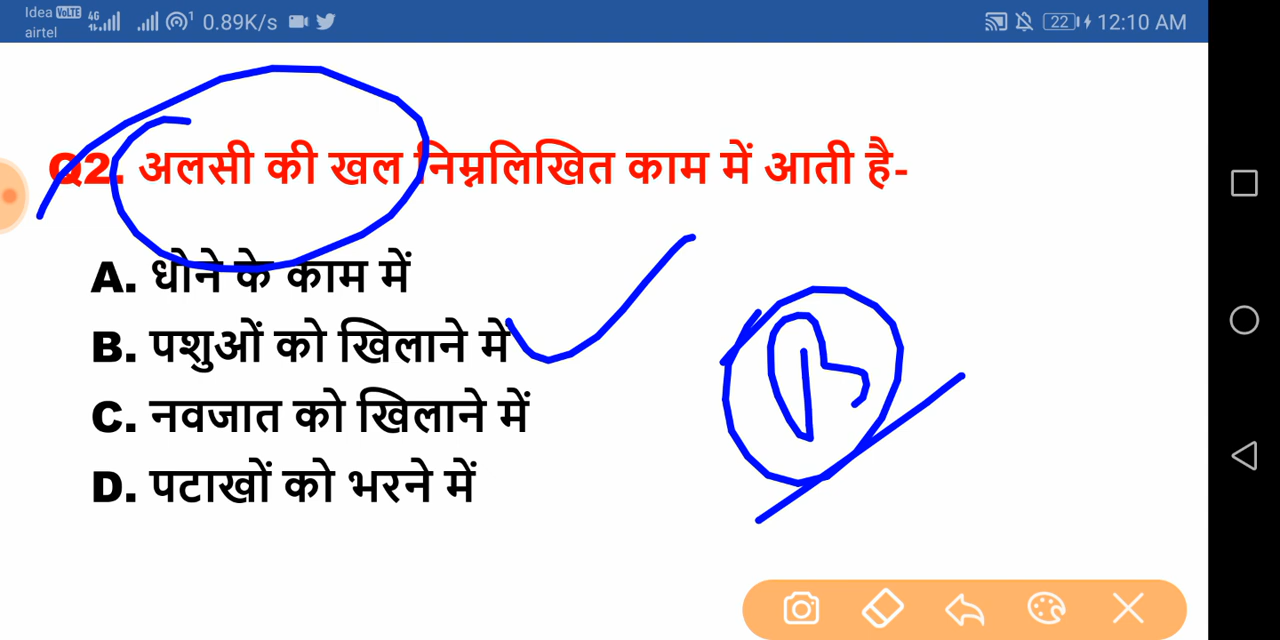 Idea VoLTE 4G 1 0.89K/s 22 12:10 AM
airtel
Q2. अलसी की खल निम्नलिखित काम में आती है-
A. धोने के काम में
B. पशुओं को खिलाने में
B
C. नवजात को खिलाने में
D. पटाखों को भरने में